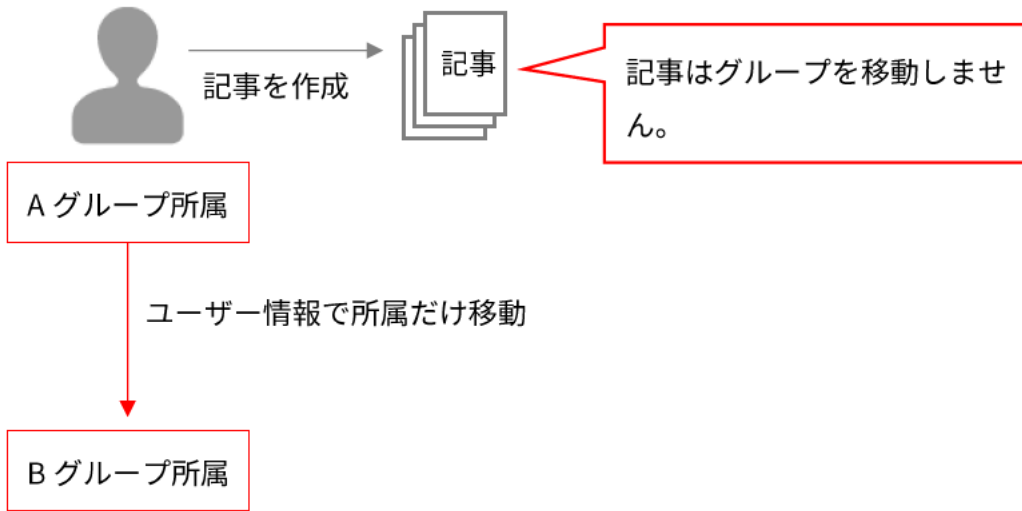 記事を作成
記事
記事はグループを移動しませ
ん。
A グループ所属
ユーザー情報で所属だけ移動
B グループ所属